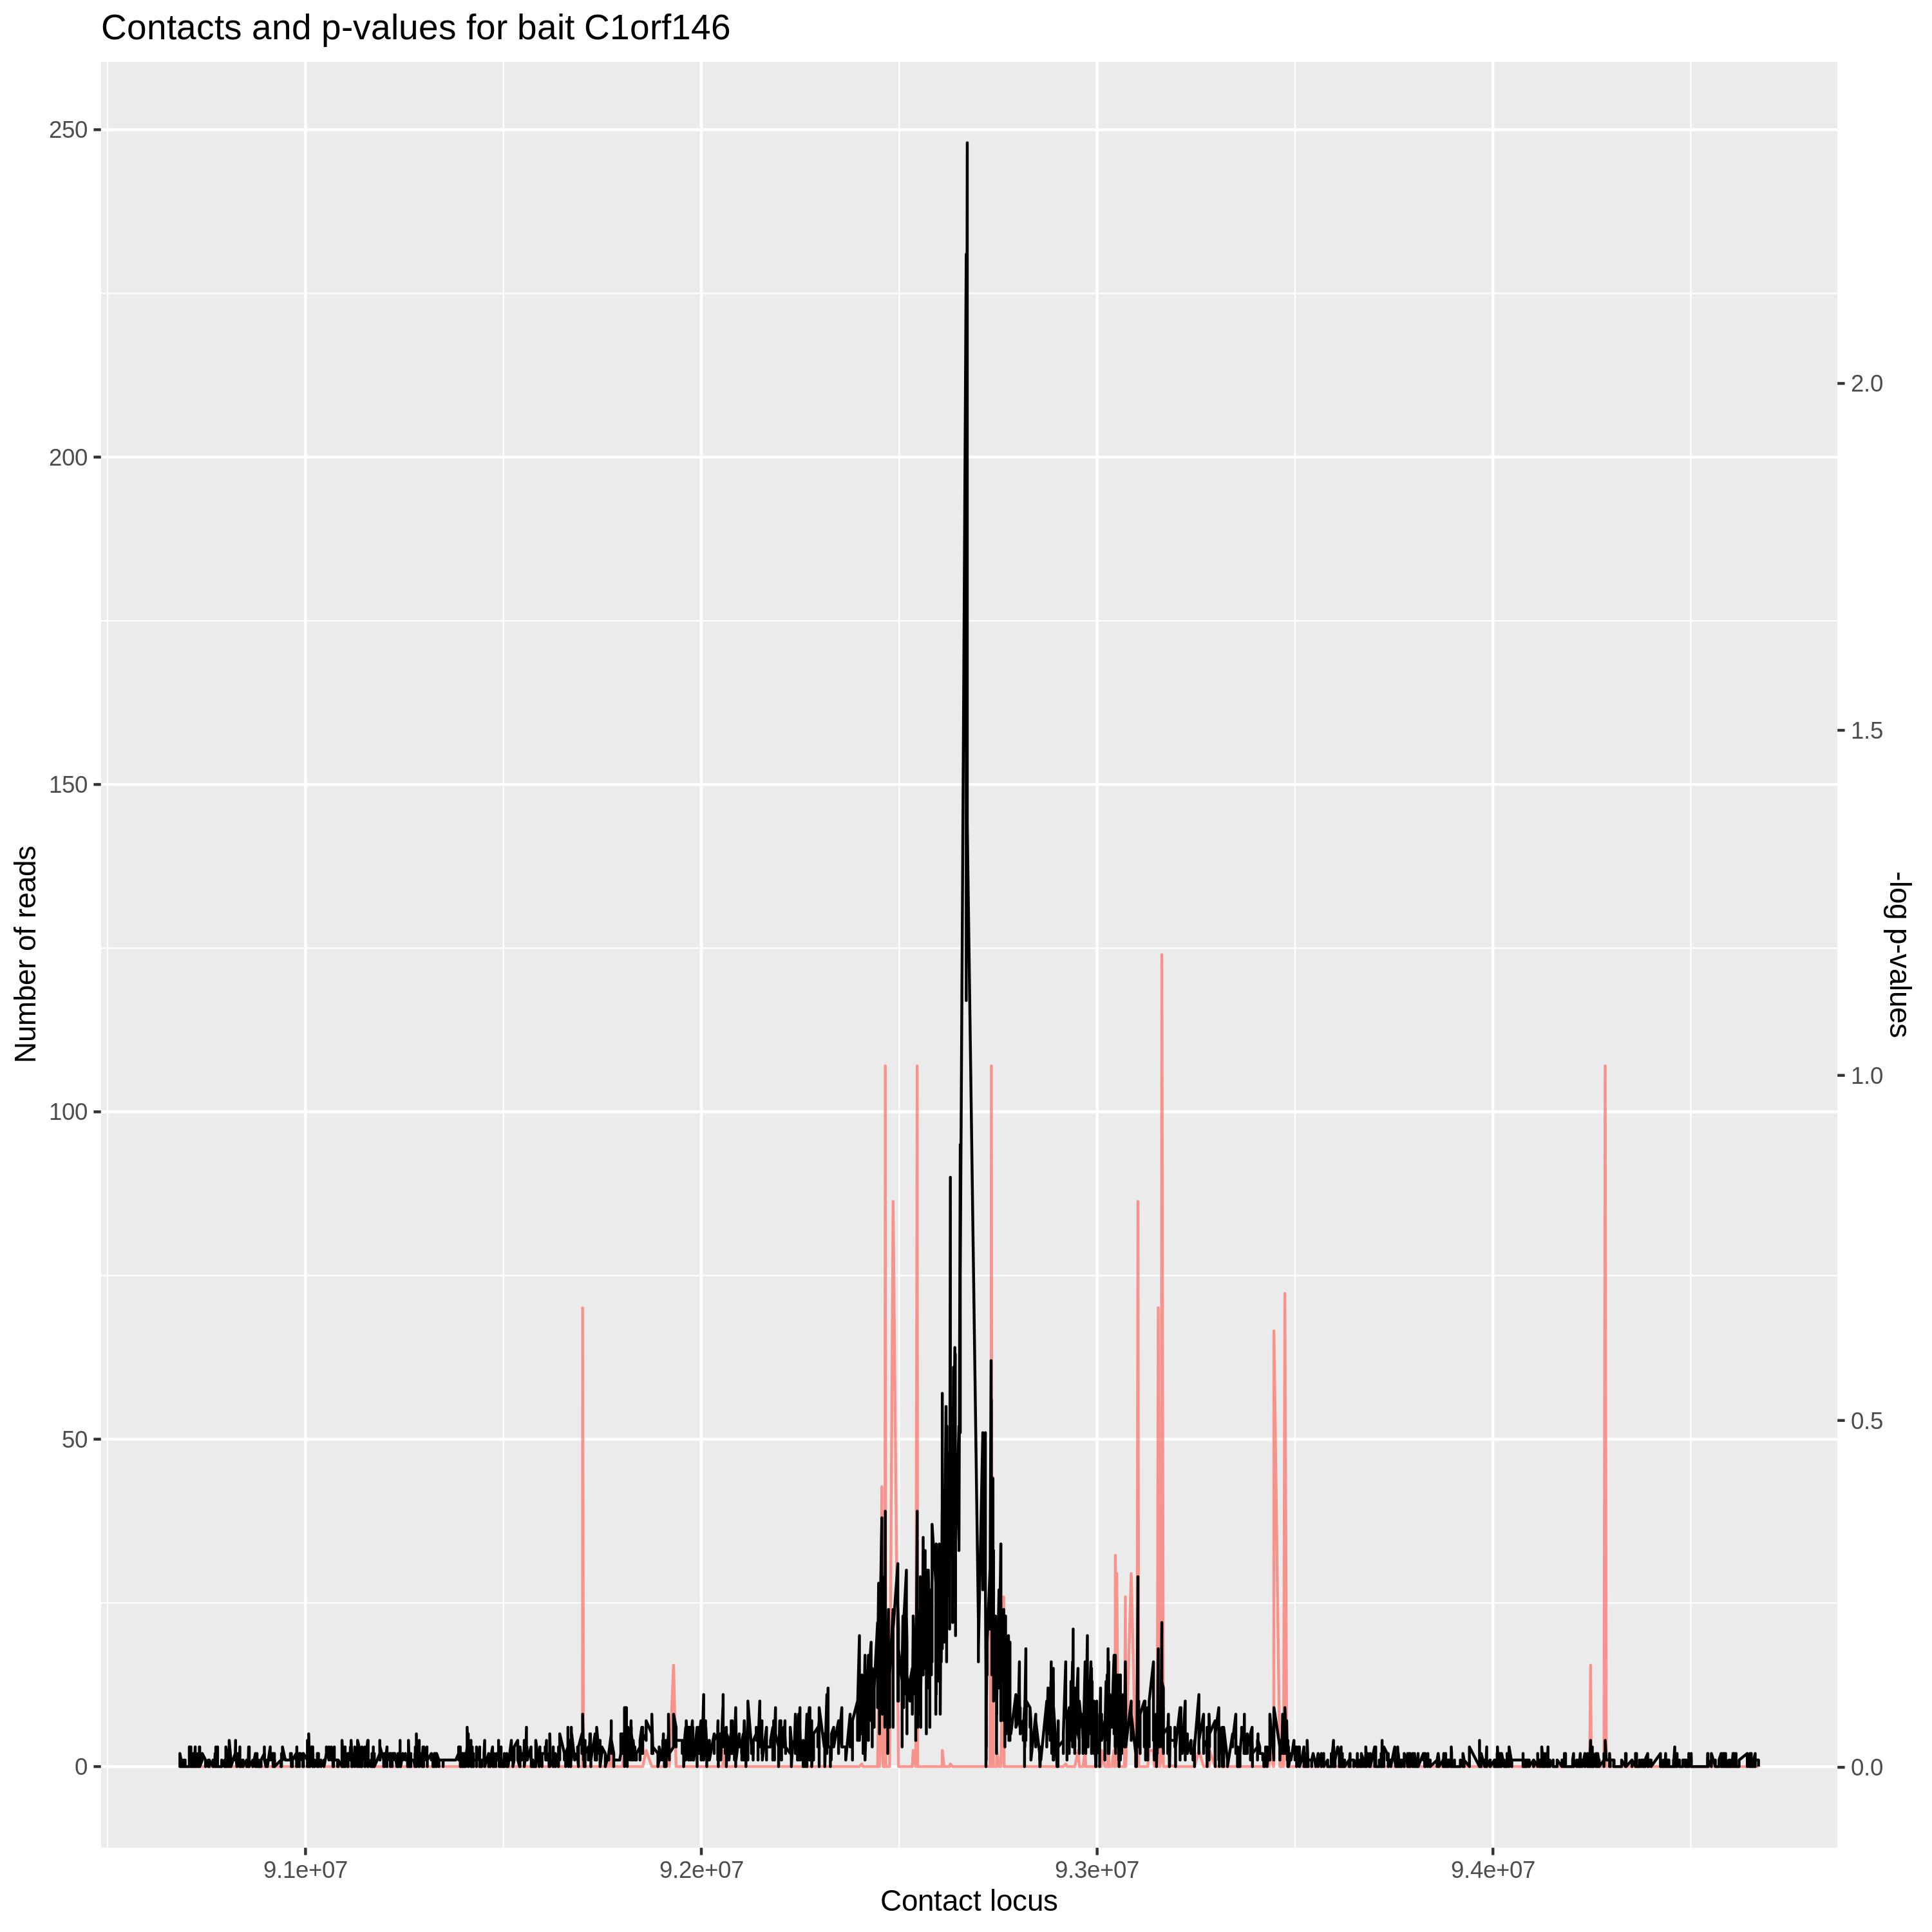 Contacts and p-values for bait C1orf146
250
200
150
100
50
0
Number of reads
2.0
1.5
1.0
0.5
0.0
-log p-values
9.1e+07
9.2e+07
9.3e+07
9.4e+07
Contact locus